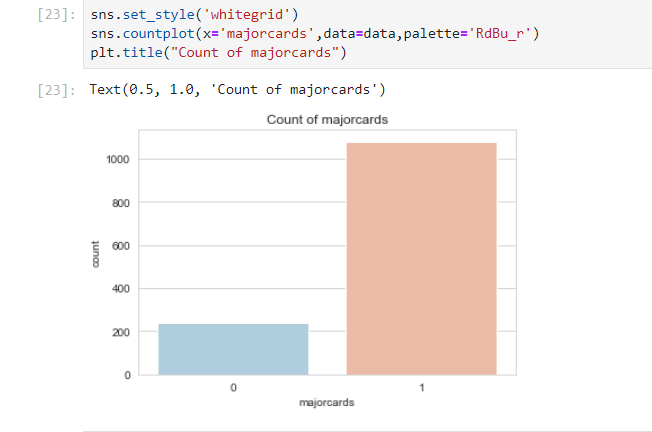 [23]: sns.set_style('whitegrid')
sns.countplot(x='majorcards',data=data,palette='RdBu_r')
plt.title("Count of majorcards")
[23]: Text(0.5, 1.0, 'Count of majorcards')
Count of majorcards
1000
800
600
400
200
0
count
0 1
majorcards